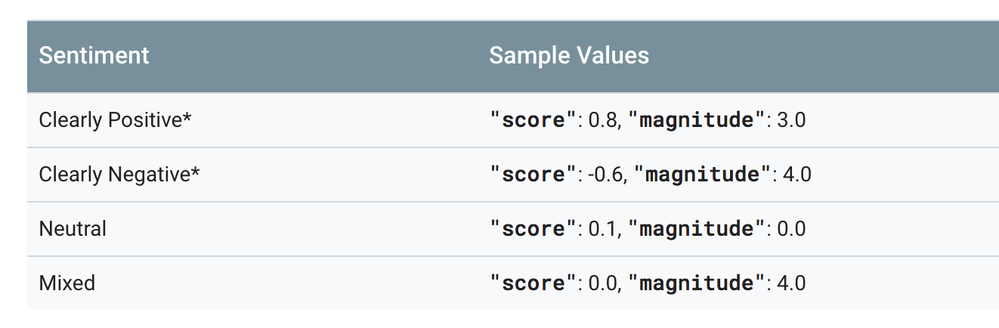 Sentiment Sample Values
Clearly Positive* "score": 0.8, "magnitude": 3.0
Clearly Negative* "score": -0.6, "magnitude": 4.0
Neutral "score": 0.1, "magnitude": 0.0
Mixed "score": 0.0, "magnitude": 4.0